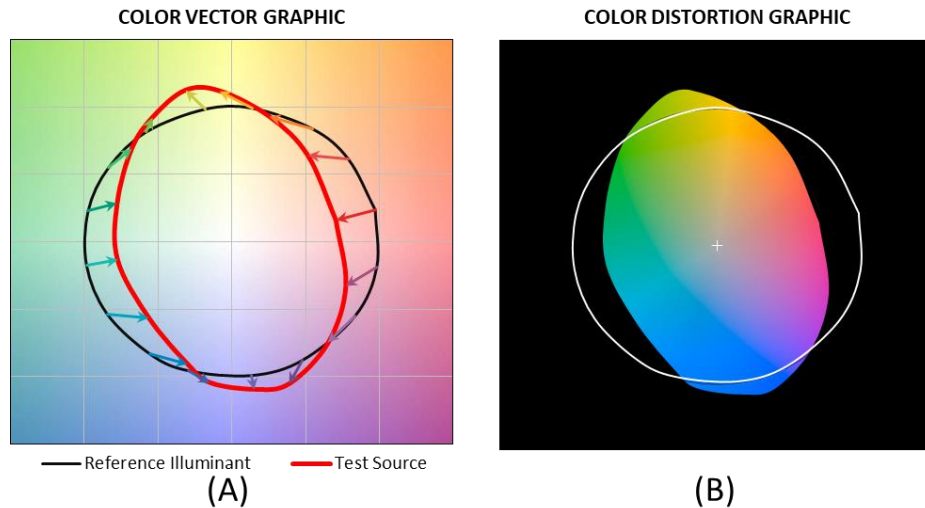 COLOR VECTOR GRAPHIC
COLOR DISTORTION GRAPHIC
Reference Illuminant
Test Source
(A)
(B)